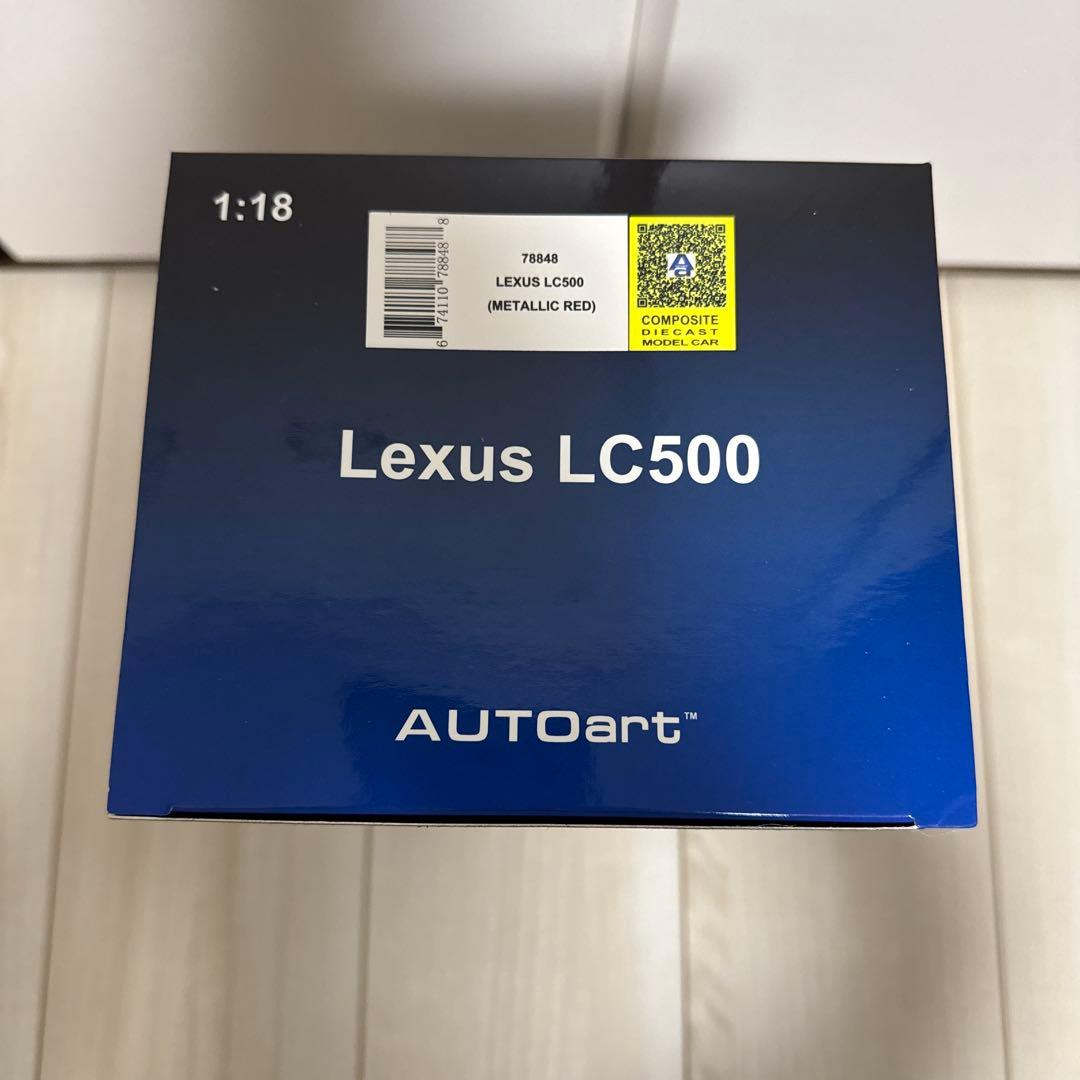 1:18
6 74110 78848 8
78848
LEXUS LC500
(METALLIC RED)
COMPOSITE
DIECAST
MODEL CAR
Lexus LC500
AUTOart™